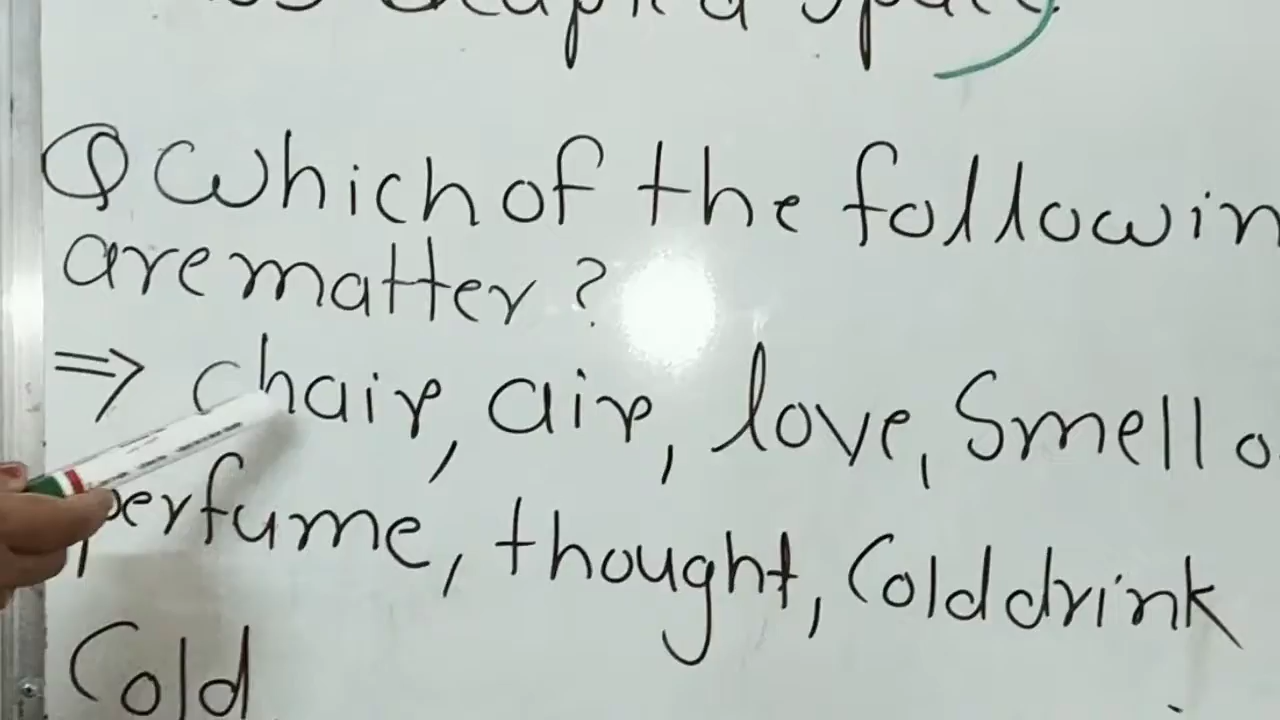 Q Which of the followin
are matter?
⇒ chair, air, love, Smell o
perfume, thought, Cold drink
Cold